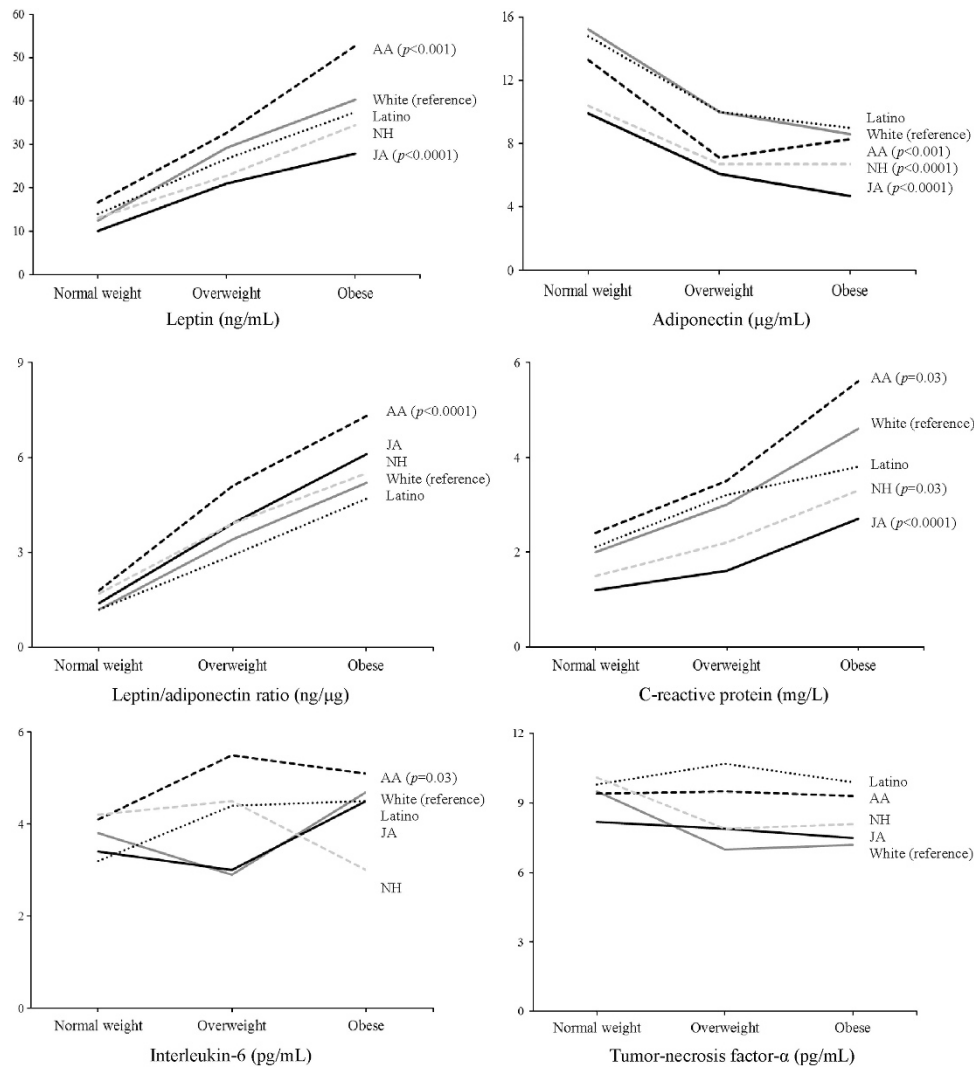 60
50
40
30
20
10
0
AA (p<0.001)
White (reference)
Latino
NH
JA (p<0.0001)
Normal weight Overweight Obese
Leptin (ng/mL)
16
12
8
4
0
Latino
White (reference)
AA (p<0.001)
NH (p<0.0001)
JA (p<0.0001)
Normal weight Overweight Obese
Adiponectin (μg/mL)
9
6
3
0
AA (p<0.0001)
JA
NH
White (reference)
Latino
Normal weight Overweight Obese
Leptin/adiponectin ratio (ng/μg)
6
4
2
0
AA (p=0.03)
White (reference)
Latino
NH (p=0.03)
JA (p<0.0001)
Normal weight Overweight Obese
C-reactive protein (mg/L)
6
4
2
0
AA (p=0.03)
White (reference)
Latino
JA
NH
Normal weight Overweight Obese
Interleukin-6 (pg/mL)
12
9
6
3
0
Latino
AA
NH
JA
White (reference)
Normal weight Overweight Obese
Tumor-necrosis factor-α (pg/mL)